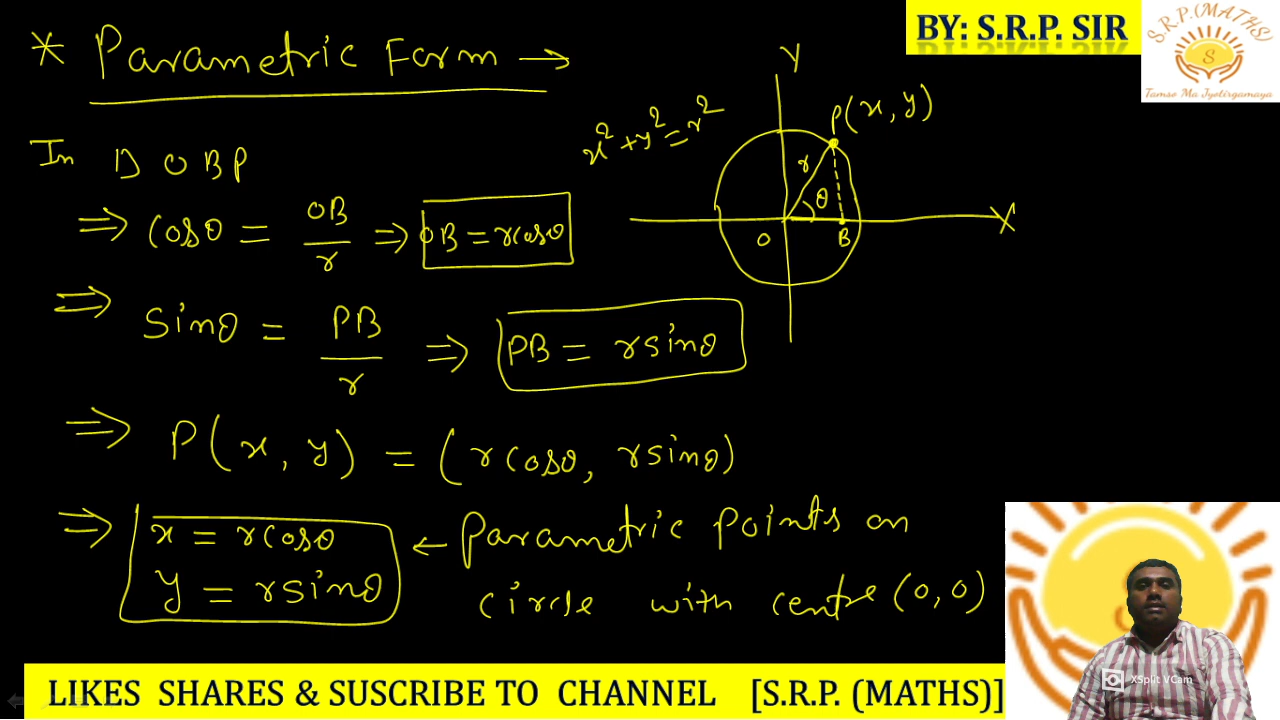 * Parametric Form →
BY: S.R.P. SIR
S.R.P.(MATHS)
S
Tamso Ma Jyotirgamaya
Y
x²+y²=r²
P(x, y)
r
θ
O
B
X
In Δ OBP
⇒ Cosθ = OB/r ⇒ OB = rcosθ
⇒ Sinθ = PB/r ⇒ PB = rsinθ
⇒ P(x, y) = (rcosθ, rsinθ)
⇒ x = rcosθ
y = rsinθ
← Parametric Points on
circle with centre (0,0)
XSplit VCam
LIKES SHARES & SUSCRIBE TO CHANNEL [S.R.P. (MATHS)]